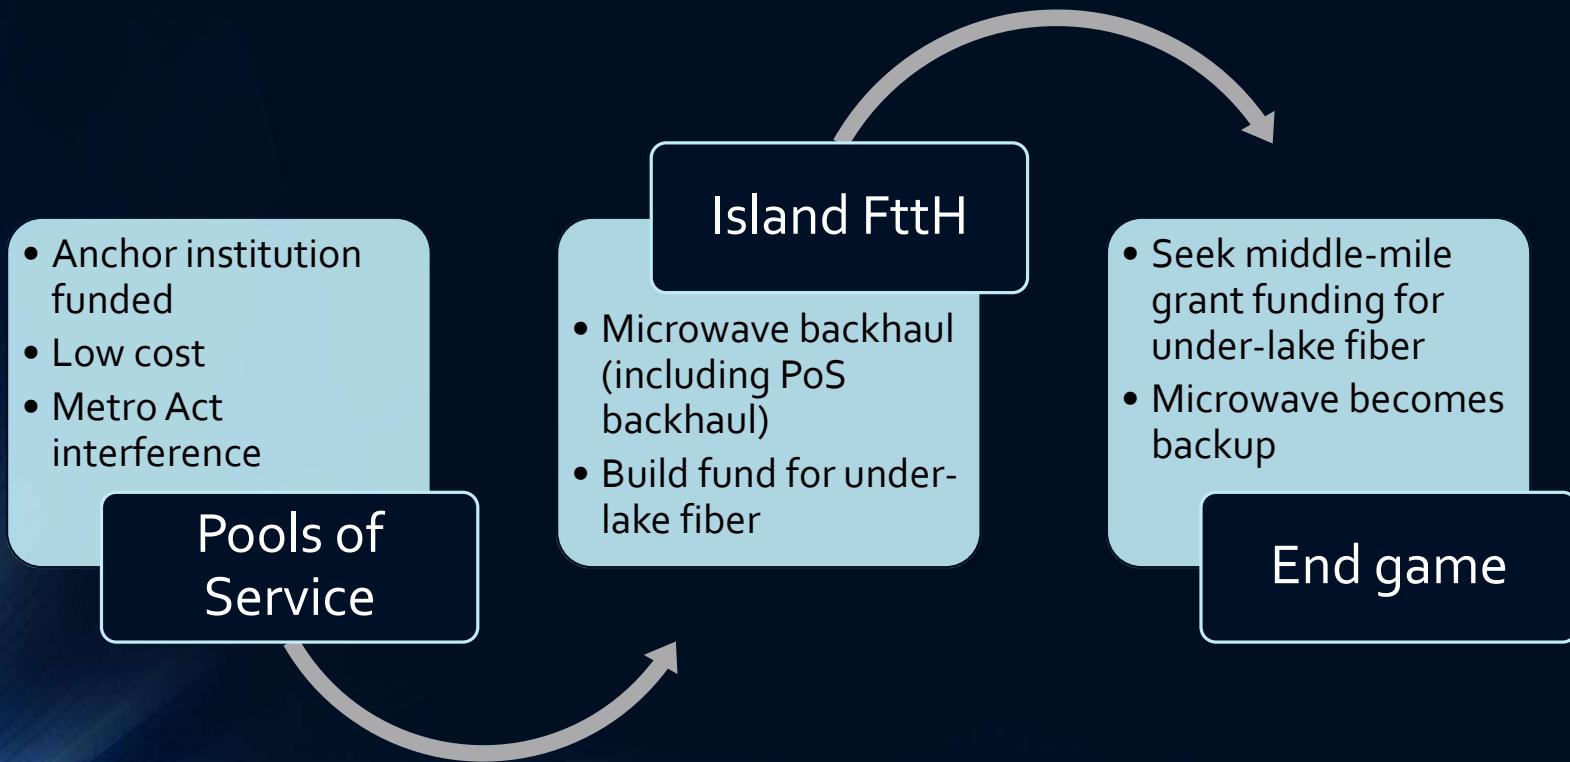 • Anchor institution
funded
• Low cost
• Metro Act
interference
Pools of
Service
Island FttH
• Microwave backhaul
(including PoS
backhaul)
• Build fund for under-
lake fiber
• Seek middle-mile
grant funding for
under-lake fiber
• Microwave becomes
backup
End game